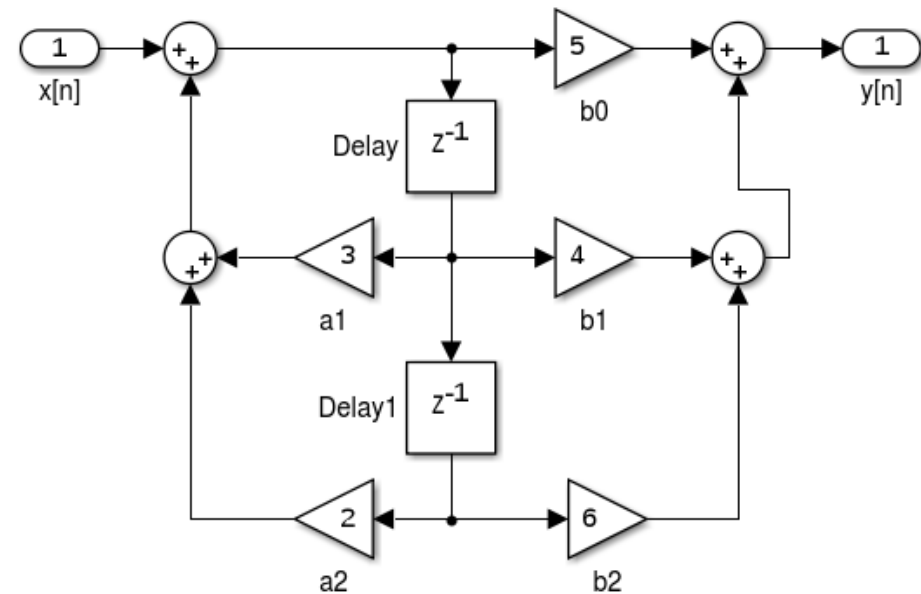 1
x[n]
+
+
5
b0
+
+
1
y[n]
Delay
z-1
+
+
3
a1
4
b1
+
+
Delay1
z-1
2
a2
6
b2